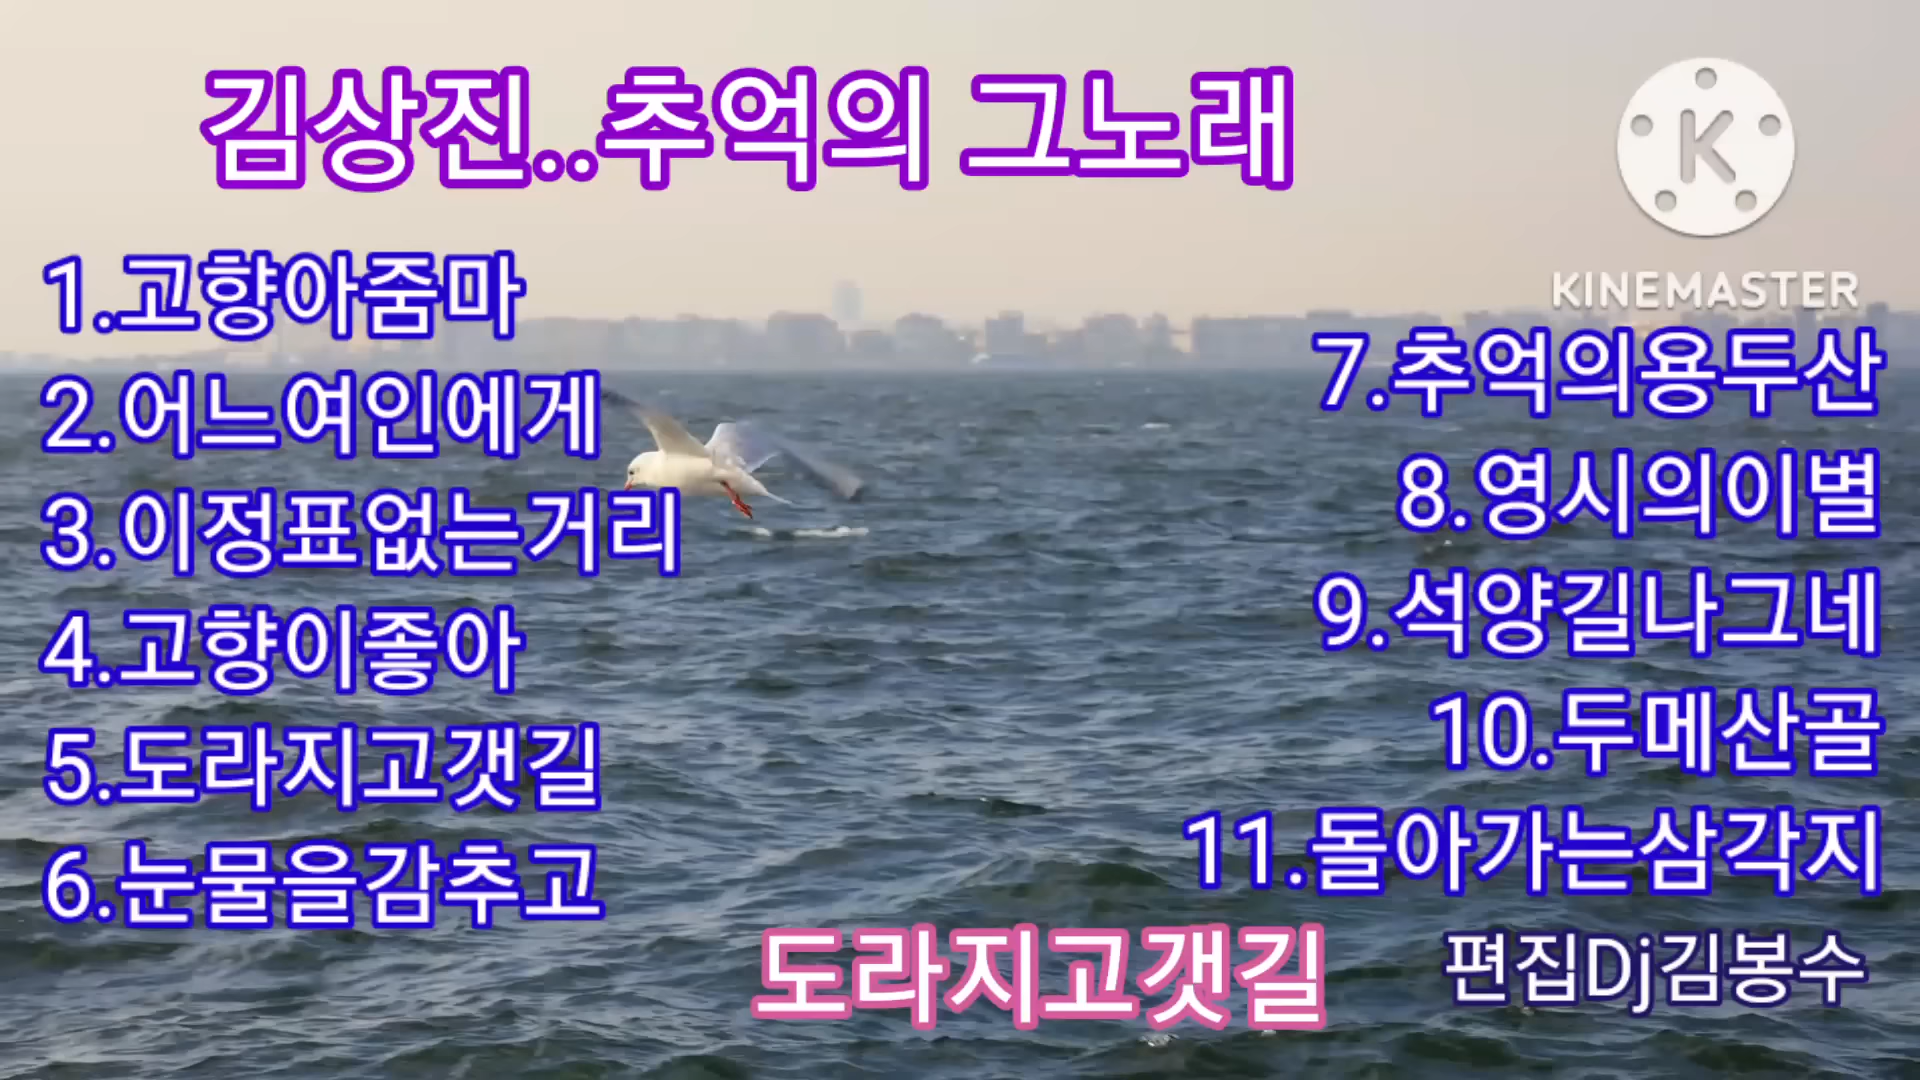 김상진..추억의 그노래
K
KINEMASTER
1.고향아줌마
2.어느여인에게
3.이정표없는거리
4.고향이좋아
5.도라지고갯길
6.눈물을감추고
7.추억의용두산
8.영시의이별
9.석양길나그네
10.두메산골
11.돌아가는삼각지
도라지고갯길
편집Dj김봉수